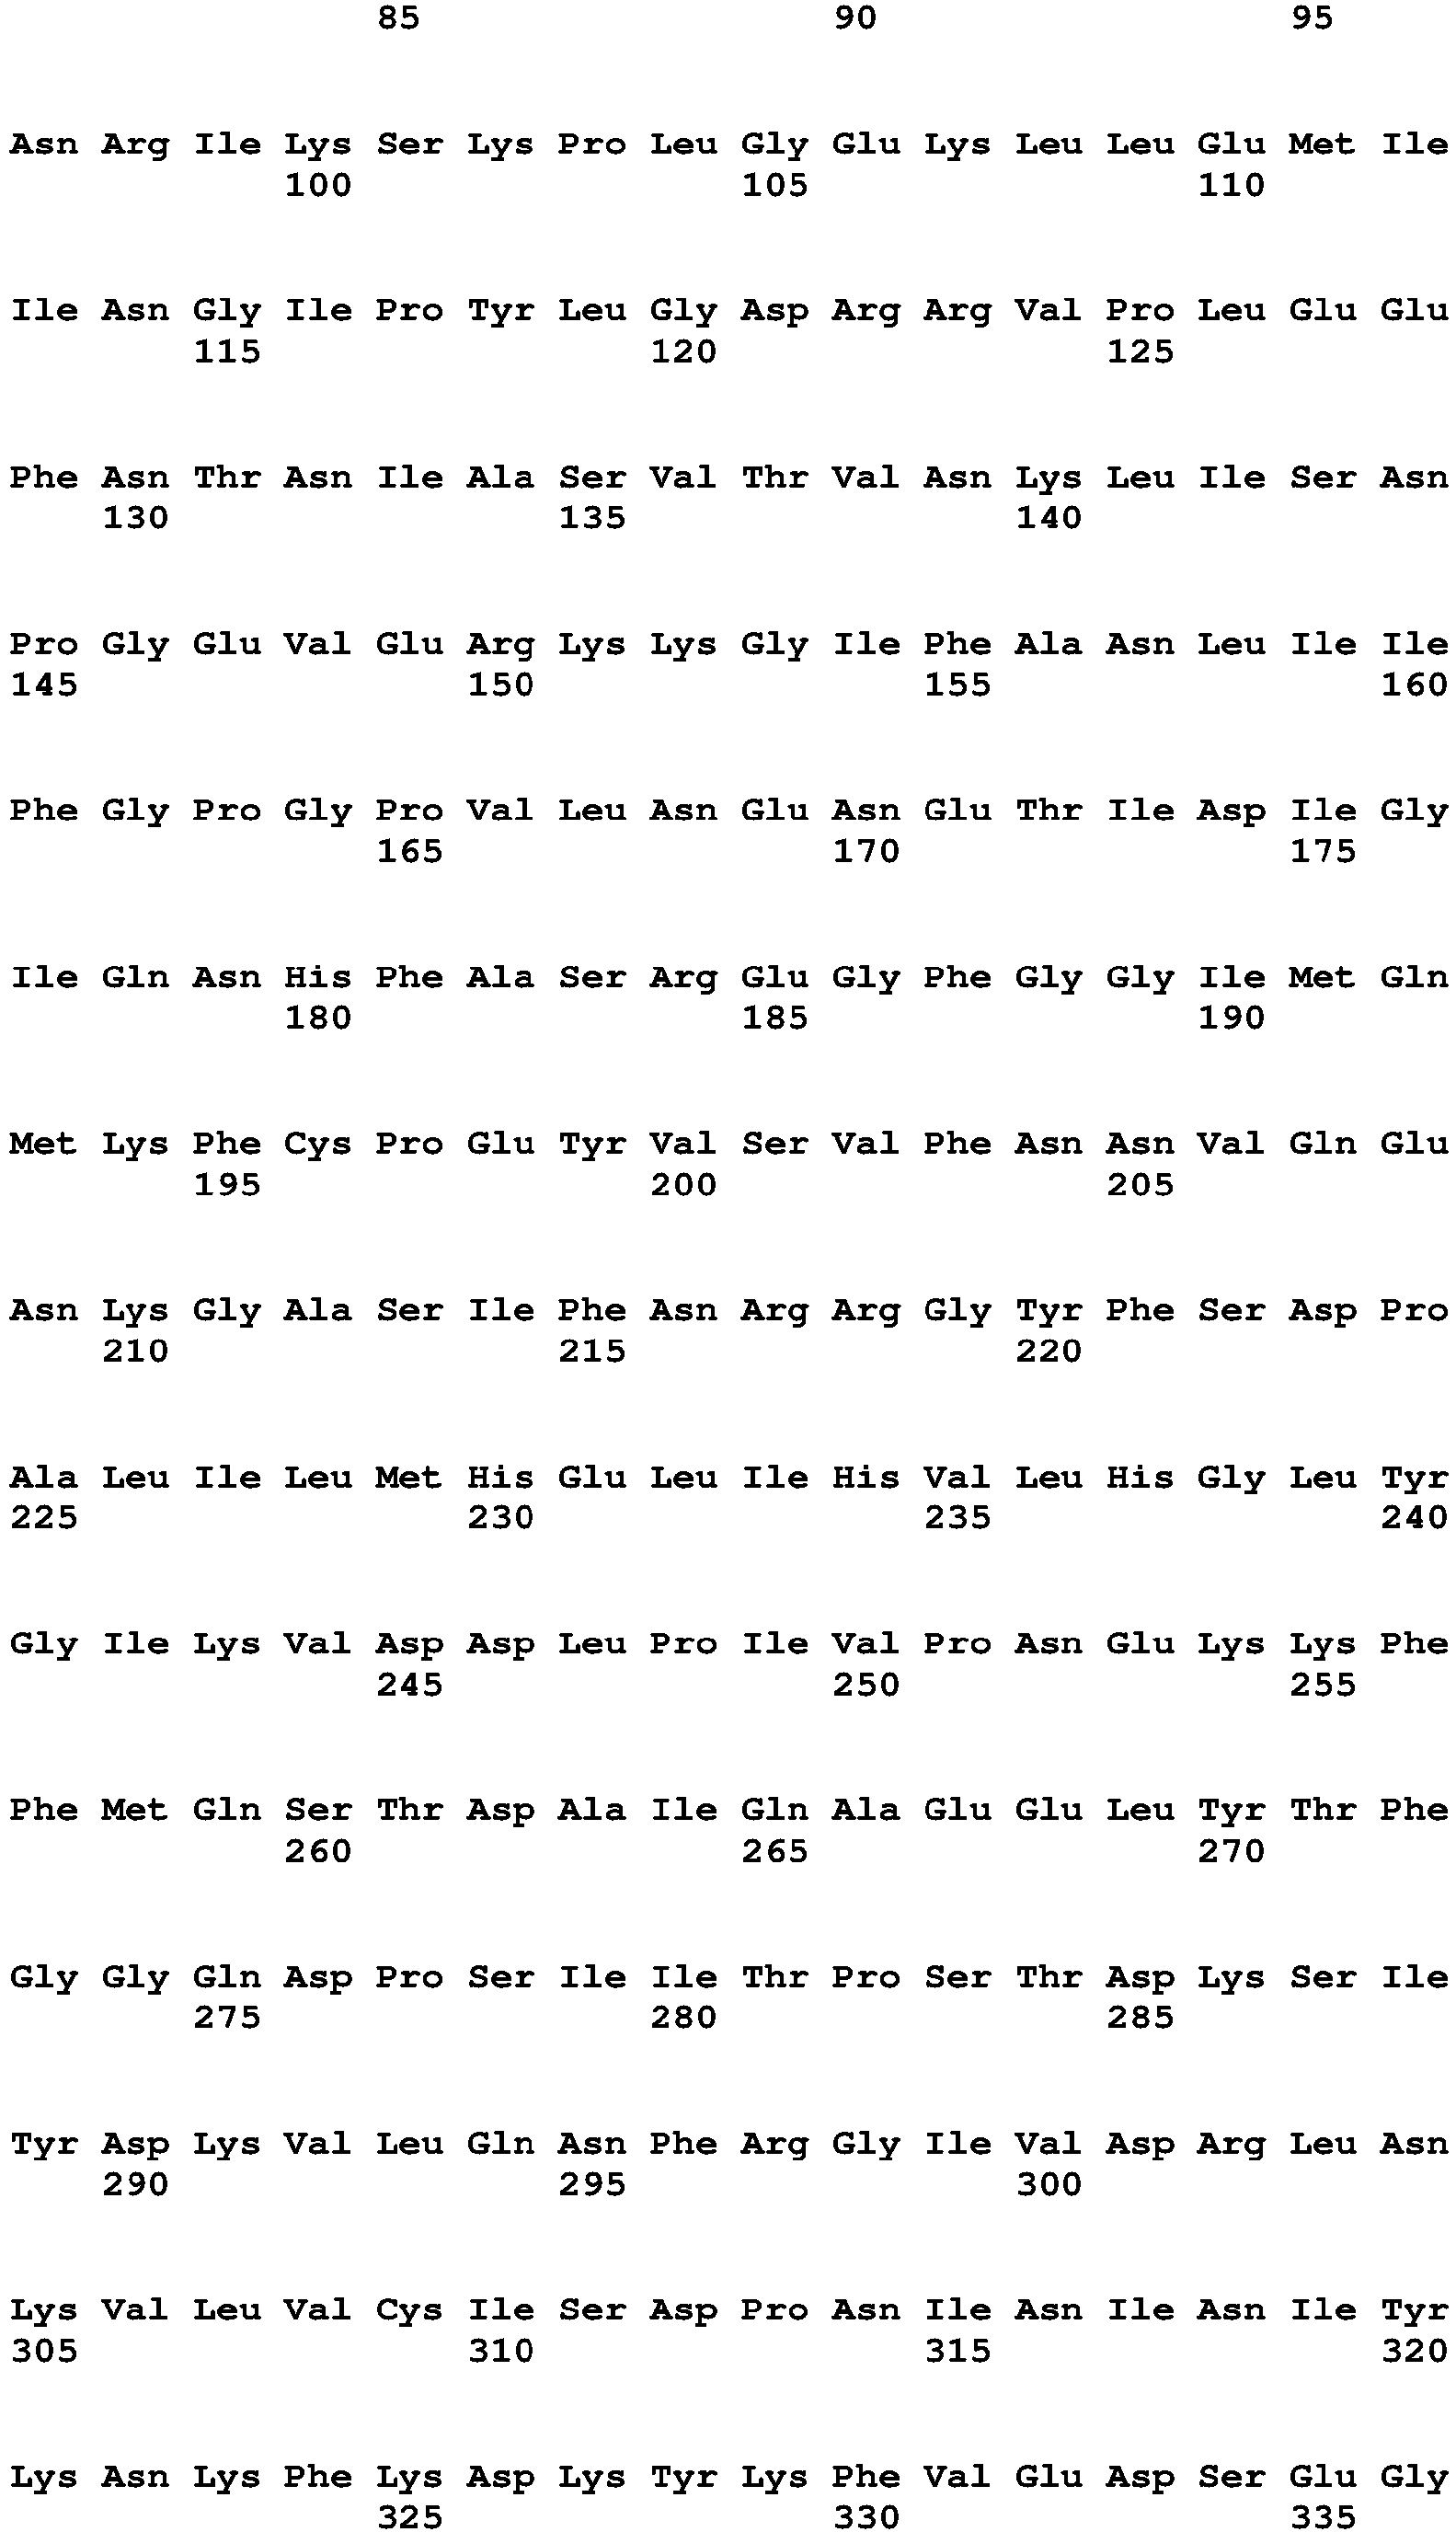 85 90 95
Asn Arg Ile Lys Ser Lys Pro Leu Gly Glu Lys Leu Leu Glu Met Ile
100 105 110
Ile Asn Gly Ile Pro Tyr Leu Gly Asp Arg Arg Val Pro Leu Glu Glu
115 120 125
Phe Asn Thr Asn Ile Ala Ser Val Thr Val Asn Lys Leu Ile Ser Asn
130 135 140
Pro Gly Glu Val Glu Arg Lys Lys Gly Ile Phe Ala Asn Leu Ile Ile
145 150 155 160
Phe Gly Pro Gly Pro Val Leu Asn Glu Asn Glu Thr Ile Asp Ile Gly
165 170 175
Ile Gln Asn His Phe Ala Ser Arg Glu Gly Phe Gly Gly Ile Met Gln
180 185 190
Met Lys Phe Cys Pro Glu Tyr Val Ser Val Phe Asn Asn Val Gln Glu
195 200 205
Asn Lys Gly Ala Ser Ile Phe Asn Arg Arg Gly Tyr Phe Ser Asp Pro
210 215 220
Ala Leu Ile Leu Met His Glu Leu Ile His Val Leu His Gly Leu Tyr
225 230 235 240
Gly Ile Lys Val Asp Asp Leu Pro Ile Val Pro Asn Glu Lys Lys Phe
245 250 255
Phe Met Gln Ser Thr Asp Ala Ile Gln Ala Glu Glu Leu Tyr Thr Phe
260 265 270
Gly Gly Gln Asp Pro Ser Ile Ile Thr Pro Ser Thr Asp Lys Ser Ile
275 280 285
Tyr Asp Lys Val Leu Gln Asn Phe Arg Gly Ile Val Asp Arg Leu Asn
290 295 300
Lys Val Leu Val Cys Ile Ser Asp Pro Asn Ile Asn Ile Asn Ile Tyr
305 310 315 320
Lys Asn Lys Phe Lys Asp Lys Tyr Lys Phe Val Glu Asp Ser Glu Gly
325 330 335